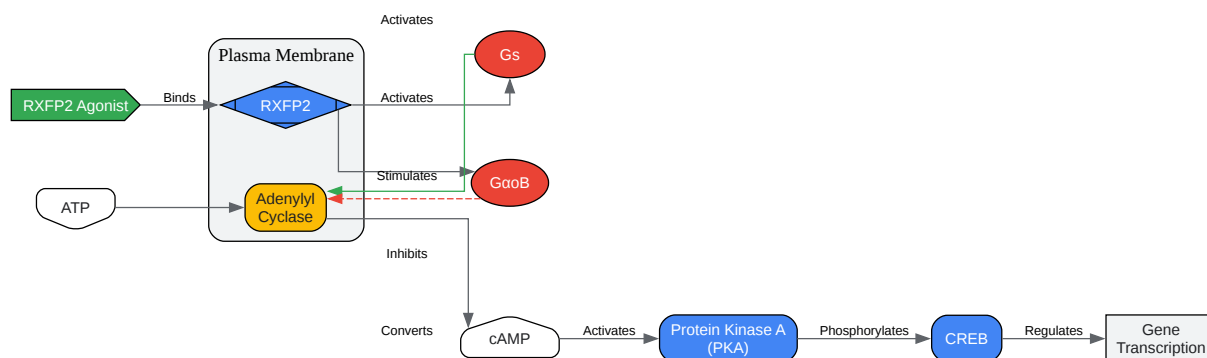 Activates
Plasma Membrane
Gs
RXFP2 Agonist
Binds
RXFP2
Activates
Stimulates
GαoB
ATP
Adenylyl
Cyclase
Inhibits
Converts
cAMP
Activates
Protein Kinase A
(PKA)
Phosphorylates
CREB
Regulates
Gene
Transcription